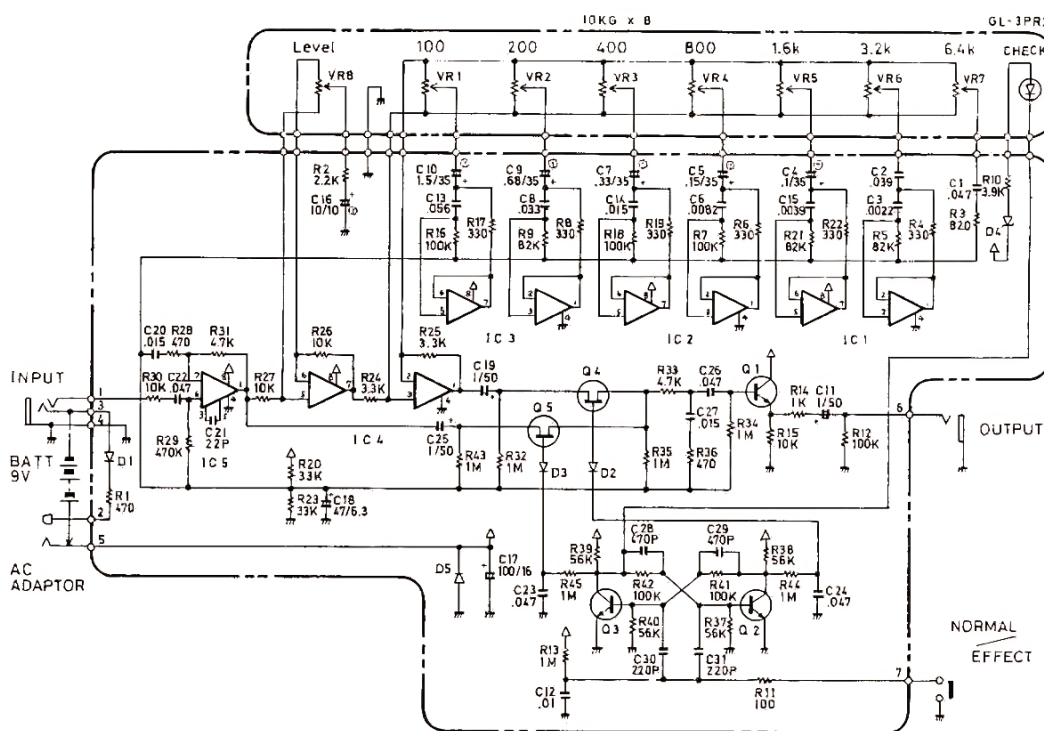 10KG x 8
GL-3PR2
Level 100 200 400 800 1.6k 3.2k 6.4k CHECK
VR8 VR1 VR2 VR3 VR4 VR5 VR6 VR7
R2 2.2K
C16 10/10
C10 1.5/35
C13 .056
R16 100K
R17 330
C9 .68/35
C8 .033
R9 82K
R8 330
C7 .33/35
C14 .015
R18 100K
R19 330
C5 .15/35
C6 .0082
R7 100K
R6 330
C4 .1/35
C15 .0039
R21 82K
R22 330
C2 .039
C3 .0022
R5 82K
R4 330
C1 .047
R3 820
R10 3.9K
D4
IC3 IC2 IC1
C20 .015
R28 470
R31 4.7K
R26 10K
R25 3.3K
C19 1/50
Q4
R33 4.7K
C26 .047
Q1
R14 1K
C11 1/50
INPUT
1
3
4
R30 10K
C22 .047
R27 10K
R24 3.3K
Q5
C27 .015
R34 1M
R15 10K
R12 100K
6
OUTPUT
C21 22P
IC4
C25 1/50
R29 470K
IC5
R43 1M
R32 1M
D3
D2
R35 1M
R36 470
BATT 9V
D1
R1 470
R20 33K
R23 33K
C18 47/6.3
2
5
AC ADAPTOR
D5
C17 100/16
R39 56K
C28 470P
C29 470P
R38 56K
C23 .047
R45 1M
R42 100K
R41 100K
R44 1M
C24 .047
Q3
R40 56K
R37 56K
Q2
R13 1M
C30 220P
C31 220P
C12 .01
R11 100
7
NORMAL
EFFECT